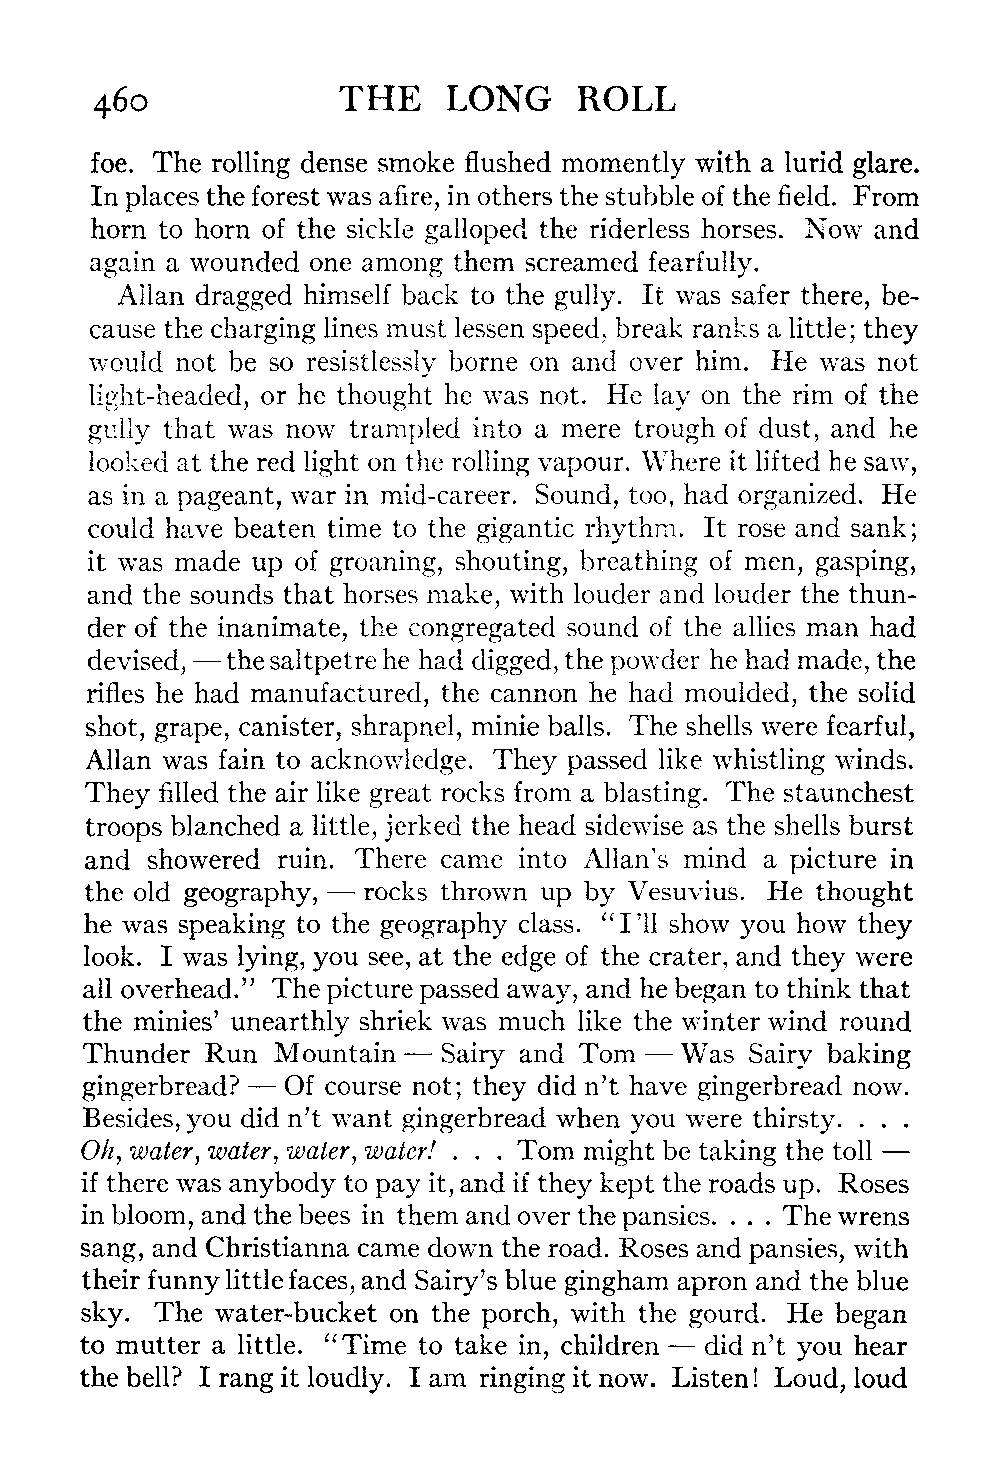 460 THE LONG ROLL
foe. The rolling dense smoke flushed momently with a lurid glare.
In places the forest was afire, in others the stubble of the field. From
horn to horn of the sickle galloped the riderless horses. Now and
again a wounded one among them screamed fearfully.
Allan dragged himself back to the gully. It was safer there, be-
cause the charging lines must lessen speed, break ranks a little; they
would not be so resistlessly borne on and over him. He was not
light-headed, or he thought he was not. He lay on the rim of the
gully that was now trampled into a mere trough of dust, and he
looked at the red light on the rolling vapour. Where it lifted he saw,
as in a pageant, war in mid-career. Sound, too, had organized. He
could have beaten time to the gigantic rhythm. It rose and sank;
it was made up of groaning, shouting, breathing of men, gasping,
and the sounds that horses make, with louder and louder the thun-
der of the inanimate, the congregated sound of the allies man had
devised, — the saltpetre he had digged, the powder he had made, the
rifles he had manufactured, the cannon he had moulded, the solid
shot, grape, canister, shrapnel, minie balls. The shells were fearful,
Allan was fain to acknowledge. They passed like whistling winds.
They filled the air like great rocks from a blasting. The staunchest
troops blanched a little, jerked the head sidewise as the shells burst
and showered ruin. There came into Allan's mind a picture in
the old geography, — rocks thrown up by Vesuvius. He thought
he was speaking to the geography class. "I'll show you how they
look. I was lying, you see, at the edge of the crater, and they were
all overhead." The picture passed away, and he began to think that
the minies' unearthly shriek was much like the winter wind round
Thunder Run Mountain — Sairy and Tom — Was Sairy baking
gingerbread? — Of course not; they did n't have gingerbread now.
Besides, you did n't want gingerbread when you were thirsty. . . .
Oh, water, water, water, water! . . . Tom might be taking the toll —
if there was anybody to pay it, and if they kept the roads up. Roses
in bloom, and the bees in them and over the pansies. . . . The wrens
sang, and Christianna came down the road. Roses and pansies, with
their funny little faces, and Sairy's blue gingham apron and the blue
sky. The water-bucket on the porch, with the gourd. He began
to mutter a little. "Time to take in, children — did n't you hear
the bell? I rang it loudly. I am ringing it now. Listen! Loud, loud